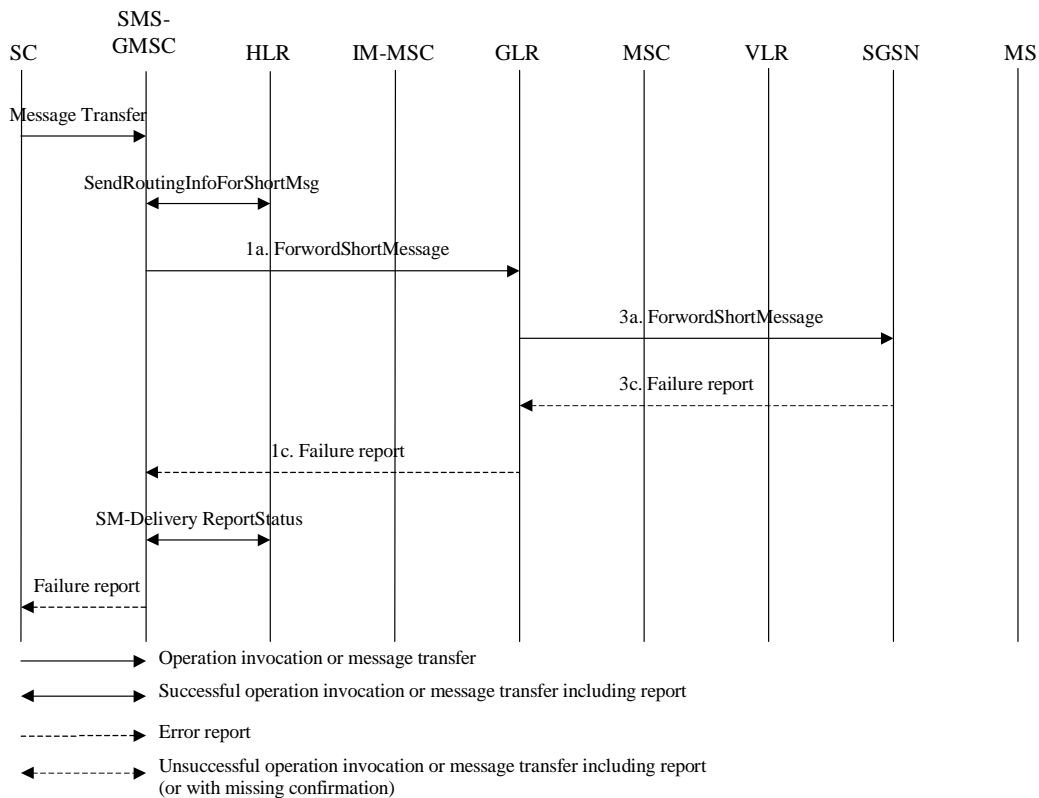 SMS-
GMSC
SC
HLR
IM-MSC
GLR
MSC
VLR
SGSN
MS
Message Transfer
SendRoutingInfoForShortMsg
1a. ForwordShortMessage
3a. ForwordShortMessage
3c. Failure report
1c. Failure report
SM-Delivery ReportStatus
Failure report
Operation invocation or message transfer
Successful operation invocation or message transfer including report
Error report
Unsuccessful operation invocation or message transfer including report
(or with missing confirmation)